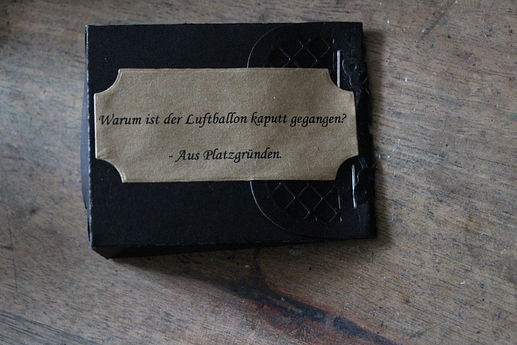 Warum ist der Luftballon kaputt gegangen?
- Aus Platzgründen.